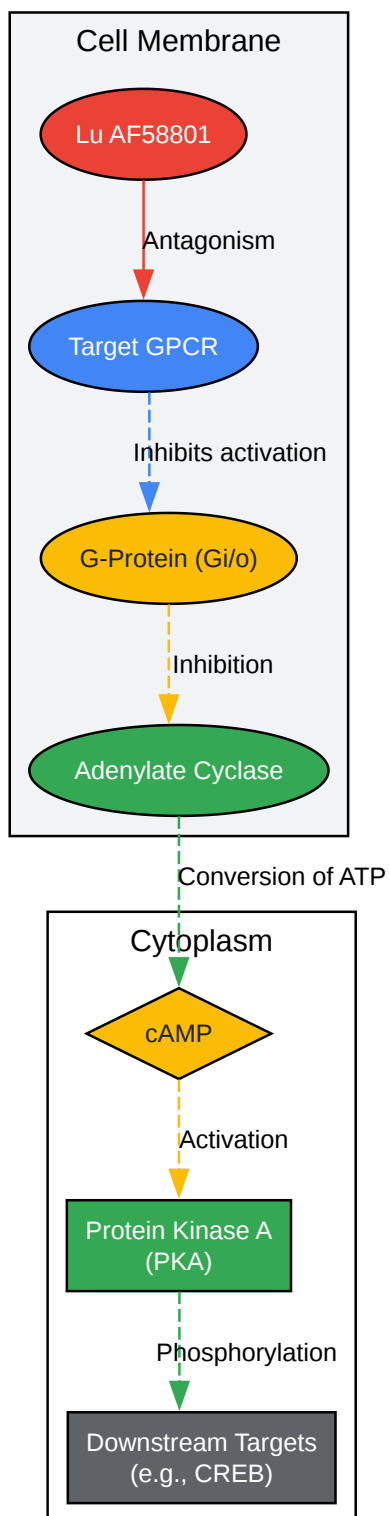 Cell Membrane
Lu AF58801
Antagonism
Target GPCR
Inhibits activation
G-Protein (Gi/o)
Inhibition
Adenylate Cyclase
Conversion of ATP
Cytoplasm
cAMP
Activation
Protein Kinase A
(PKA)
Phosphorylation
Downstream Targets
(e.g., CREB)